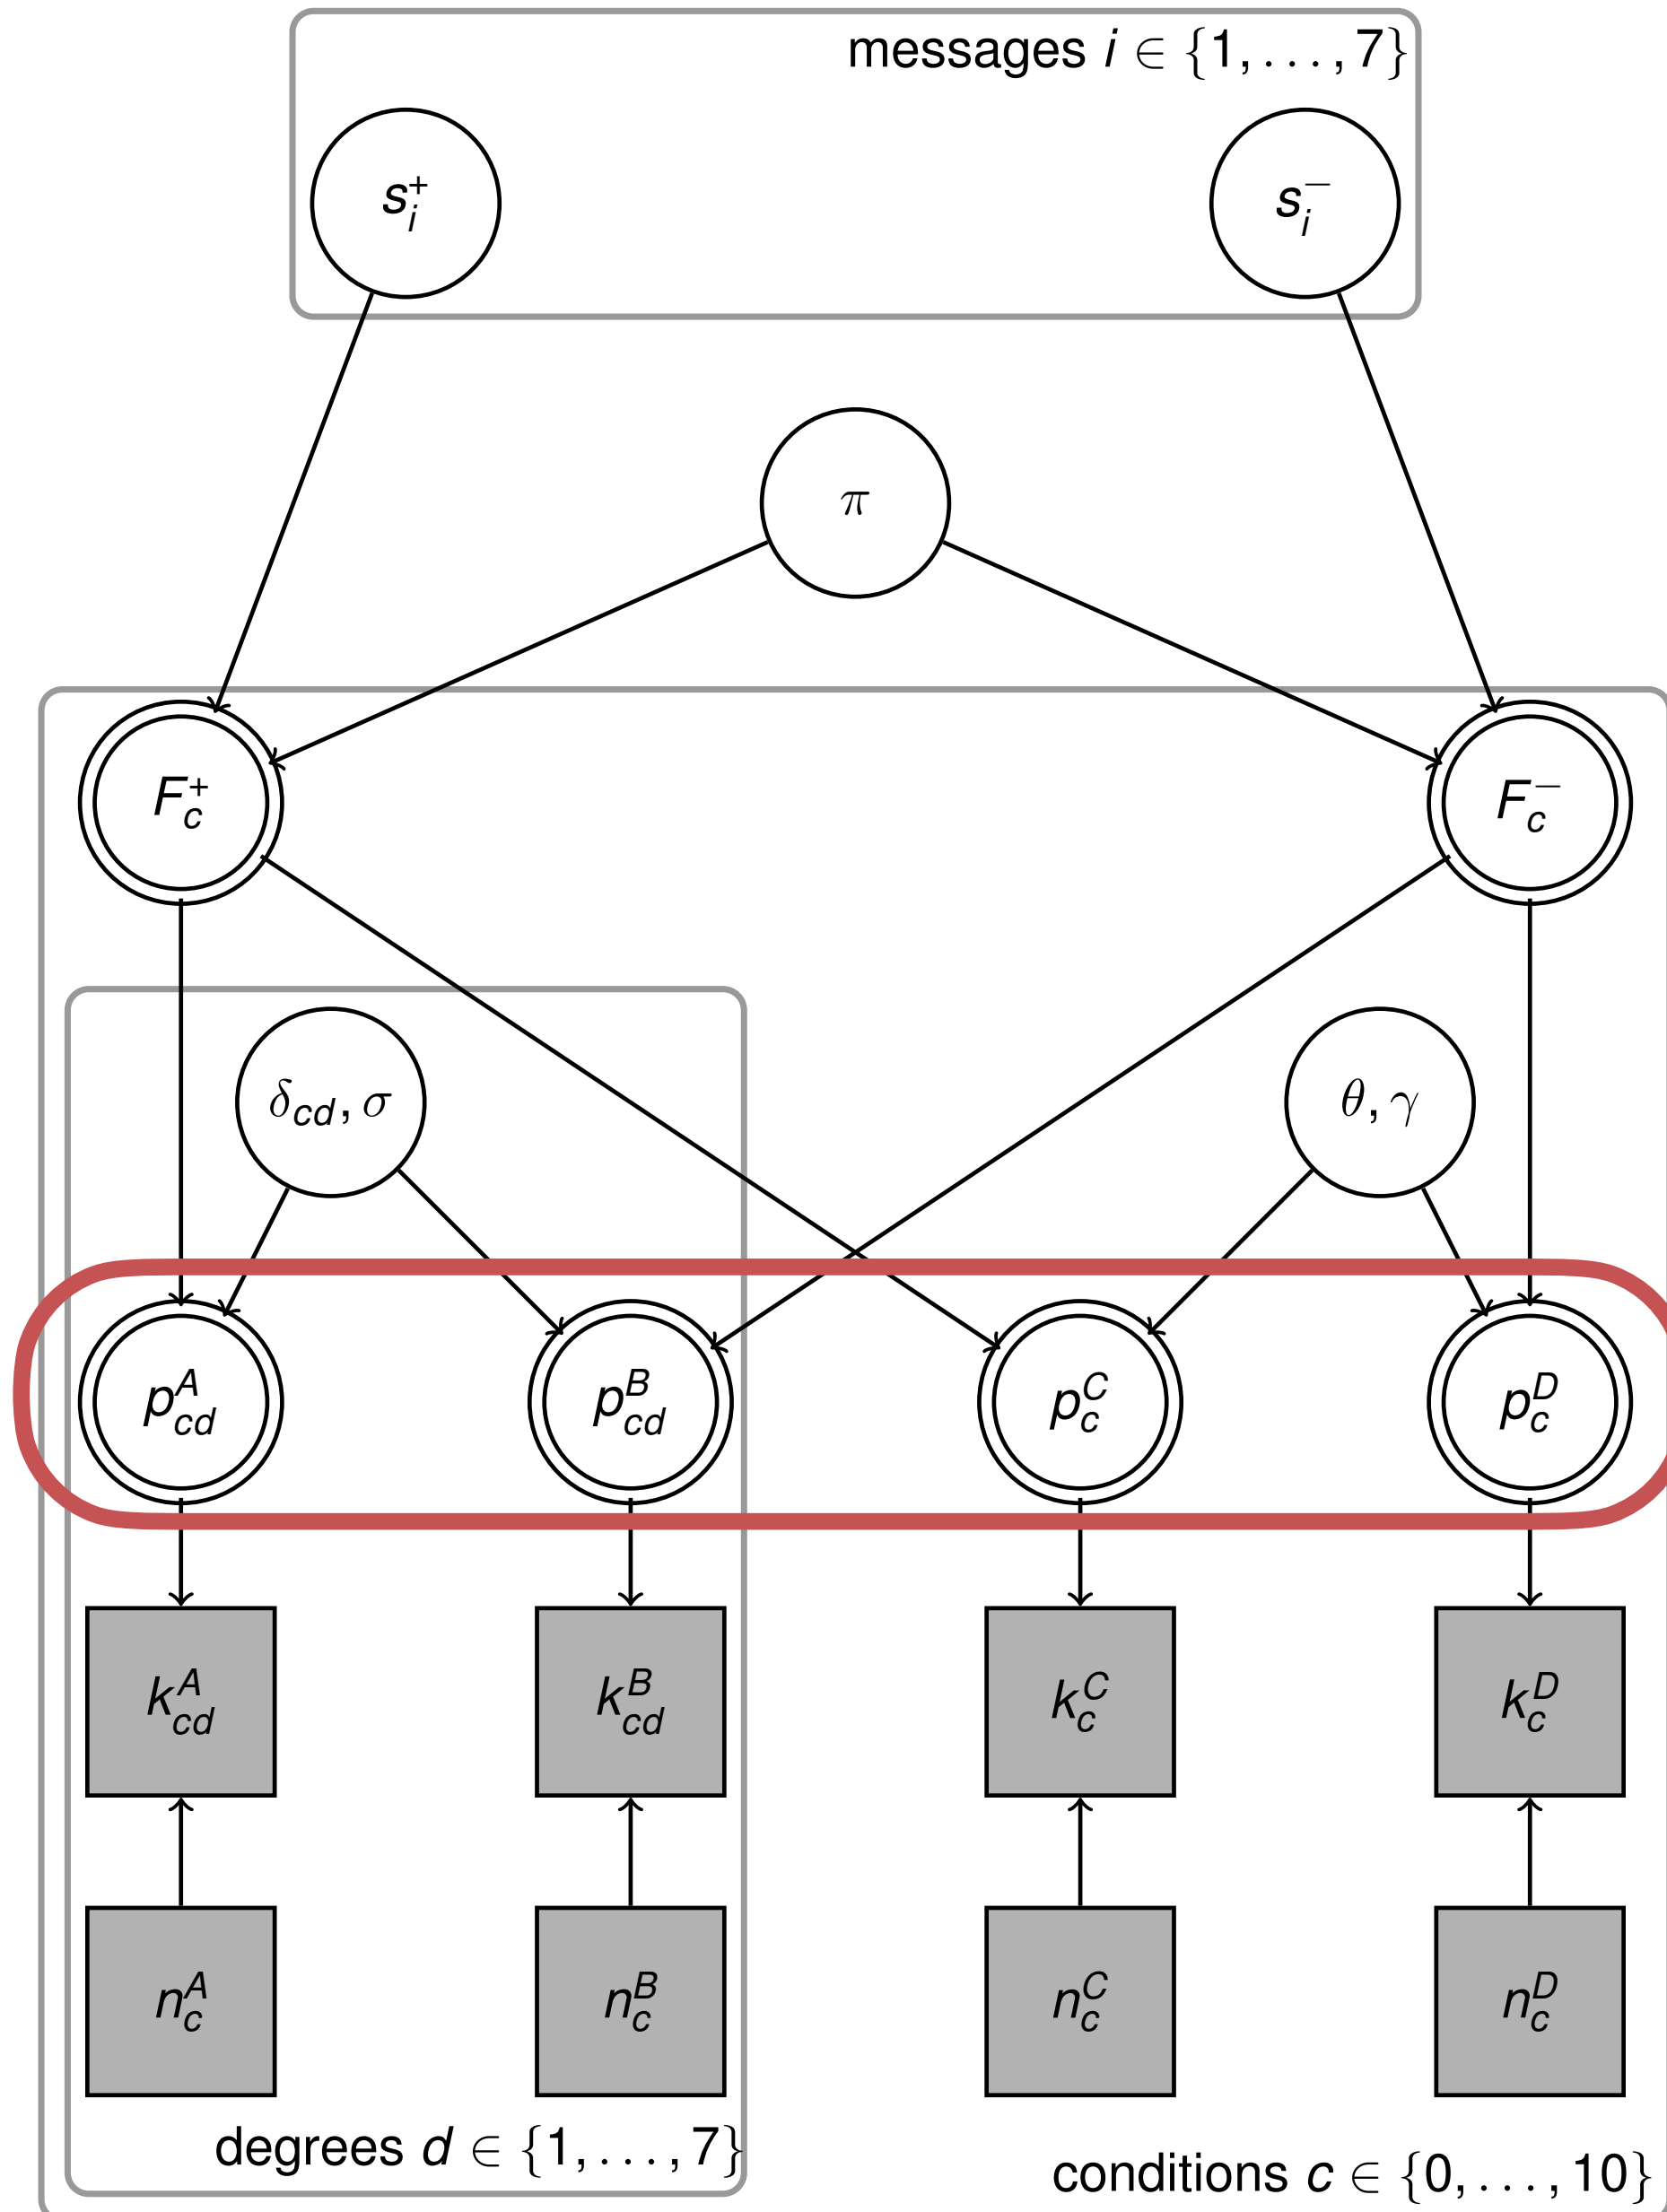 messages i ∈ {1, . . . , 7}
s_i^+ s_i^−
π
F_c^+ F_c^−
δ_cd, σ θ, γ
p_cd^A p_cd^B p_c^C p_c^D
k_cd^A k_cd^B k_c^C k_c^D
n_c^A n_c^B n_c^C n_c^D
degrees d ∈ {1, . . . , 7}
conditions c ∈ {0, . . . , 10}